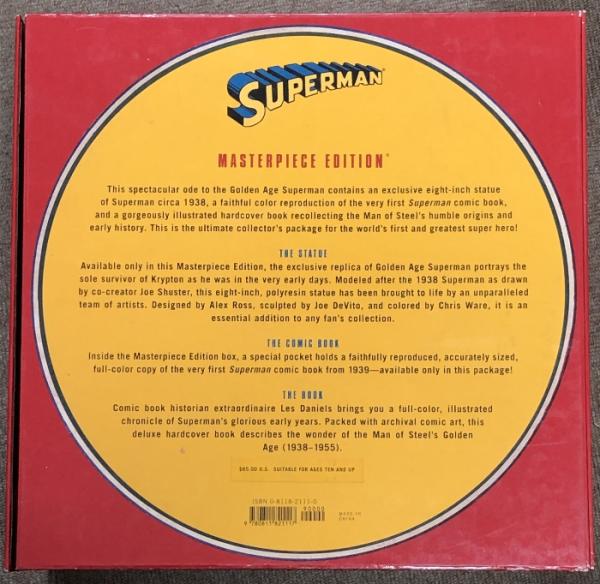 SUPERMAN
MASTERPIECE EDITION®
This spectacular ode to the Golden Age Superman contains an exclusive eight-inch statue
of Superman circa 1938, a faithful color reproduction of the very first Superman comic book,
and a gorgeously illustrated hardcover book recollecting the Man of Steel's humble origins and
early history. This is the ultimate collector's package for the world's first and greatest super hero!
THE STATUE
Available only in this Masterpiece Edition, the exclusive replica of Golden Age Superman portrays the
sole survivor of Krypton as he was in the very early days. Modeled after the 1938 Superman as drawn
by co-creator Joe Shuster, this eight-inch, polyresin statue has been brought to life by an unparalleled
team of artists. Designed by Alex Ross, sculpted by Joe DeVito, and colored by Chris Ware, it is an
essential addition to any fan's collection.
THE COMIC BOOK
Inside the Masterpiece Edition box, a special pocket holds a faithfully reproduced, accurately sized,
full-color copy of the very first Superman comic book from 1939—available only in this package!
THE BOOK
Comic book historian extraordinaire Les Daniels brings you a full-color, illustrated
chronicle of Superman's glorious early years. Packed with archival comic art, this
deluxe hardcover book describes the wonder of the Man of Steel's Golden
Age (1938–1955).
$65.00 U.S. SUITABLE FOR AGES TEN AND UP
ISBN 0-8118-2111-0
90000
9 780811 821117
MADE IN
CHINA